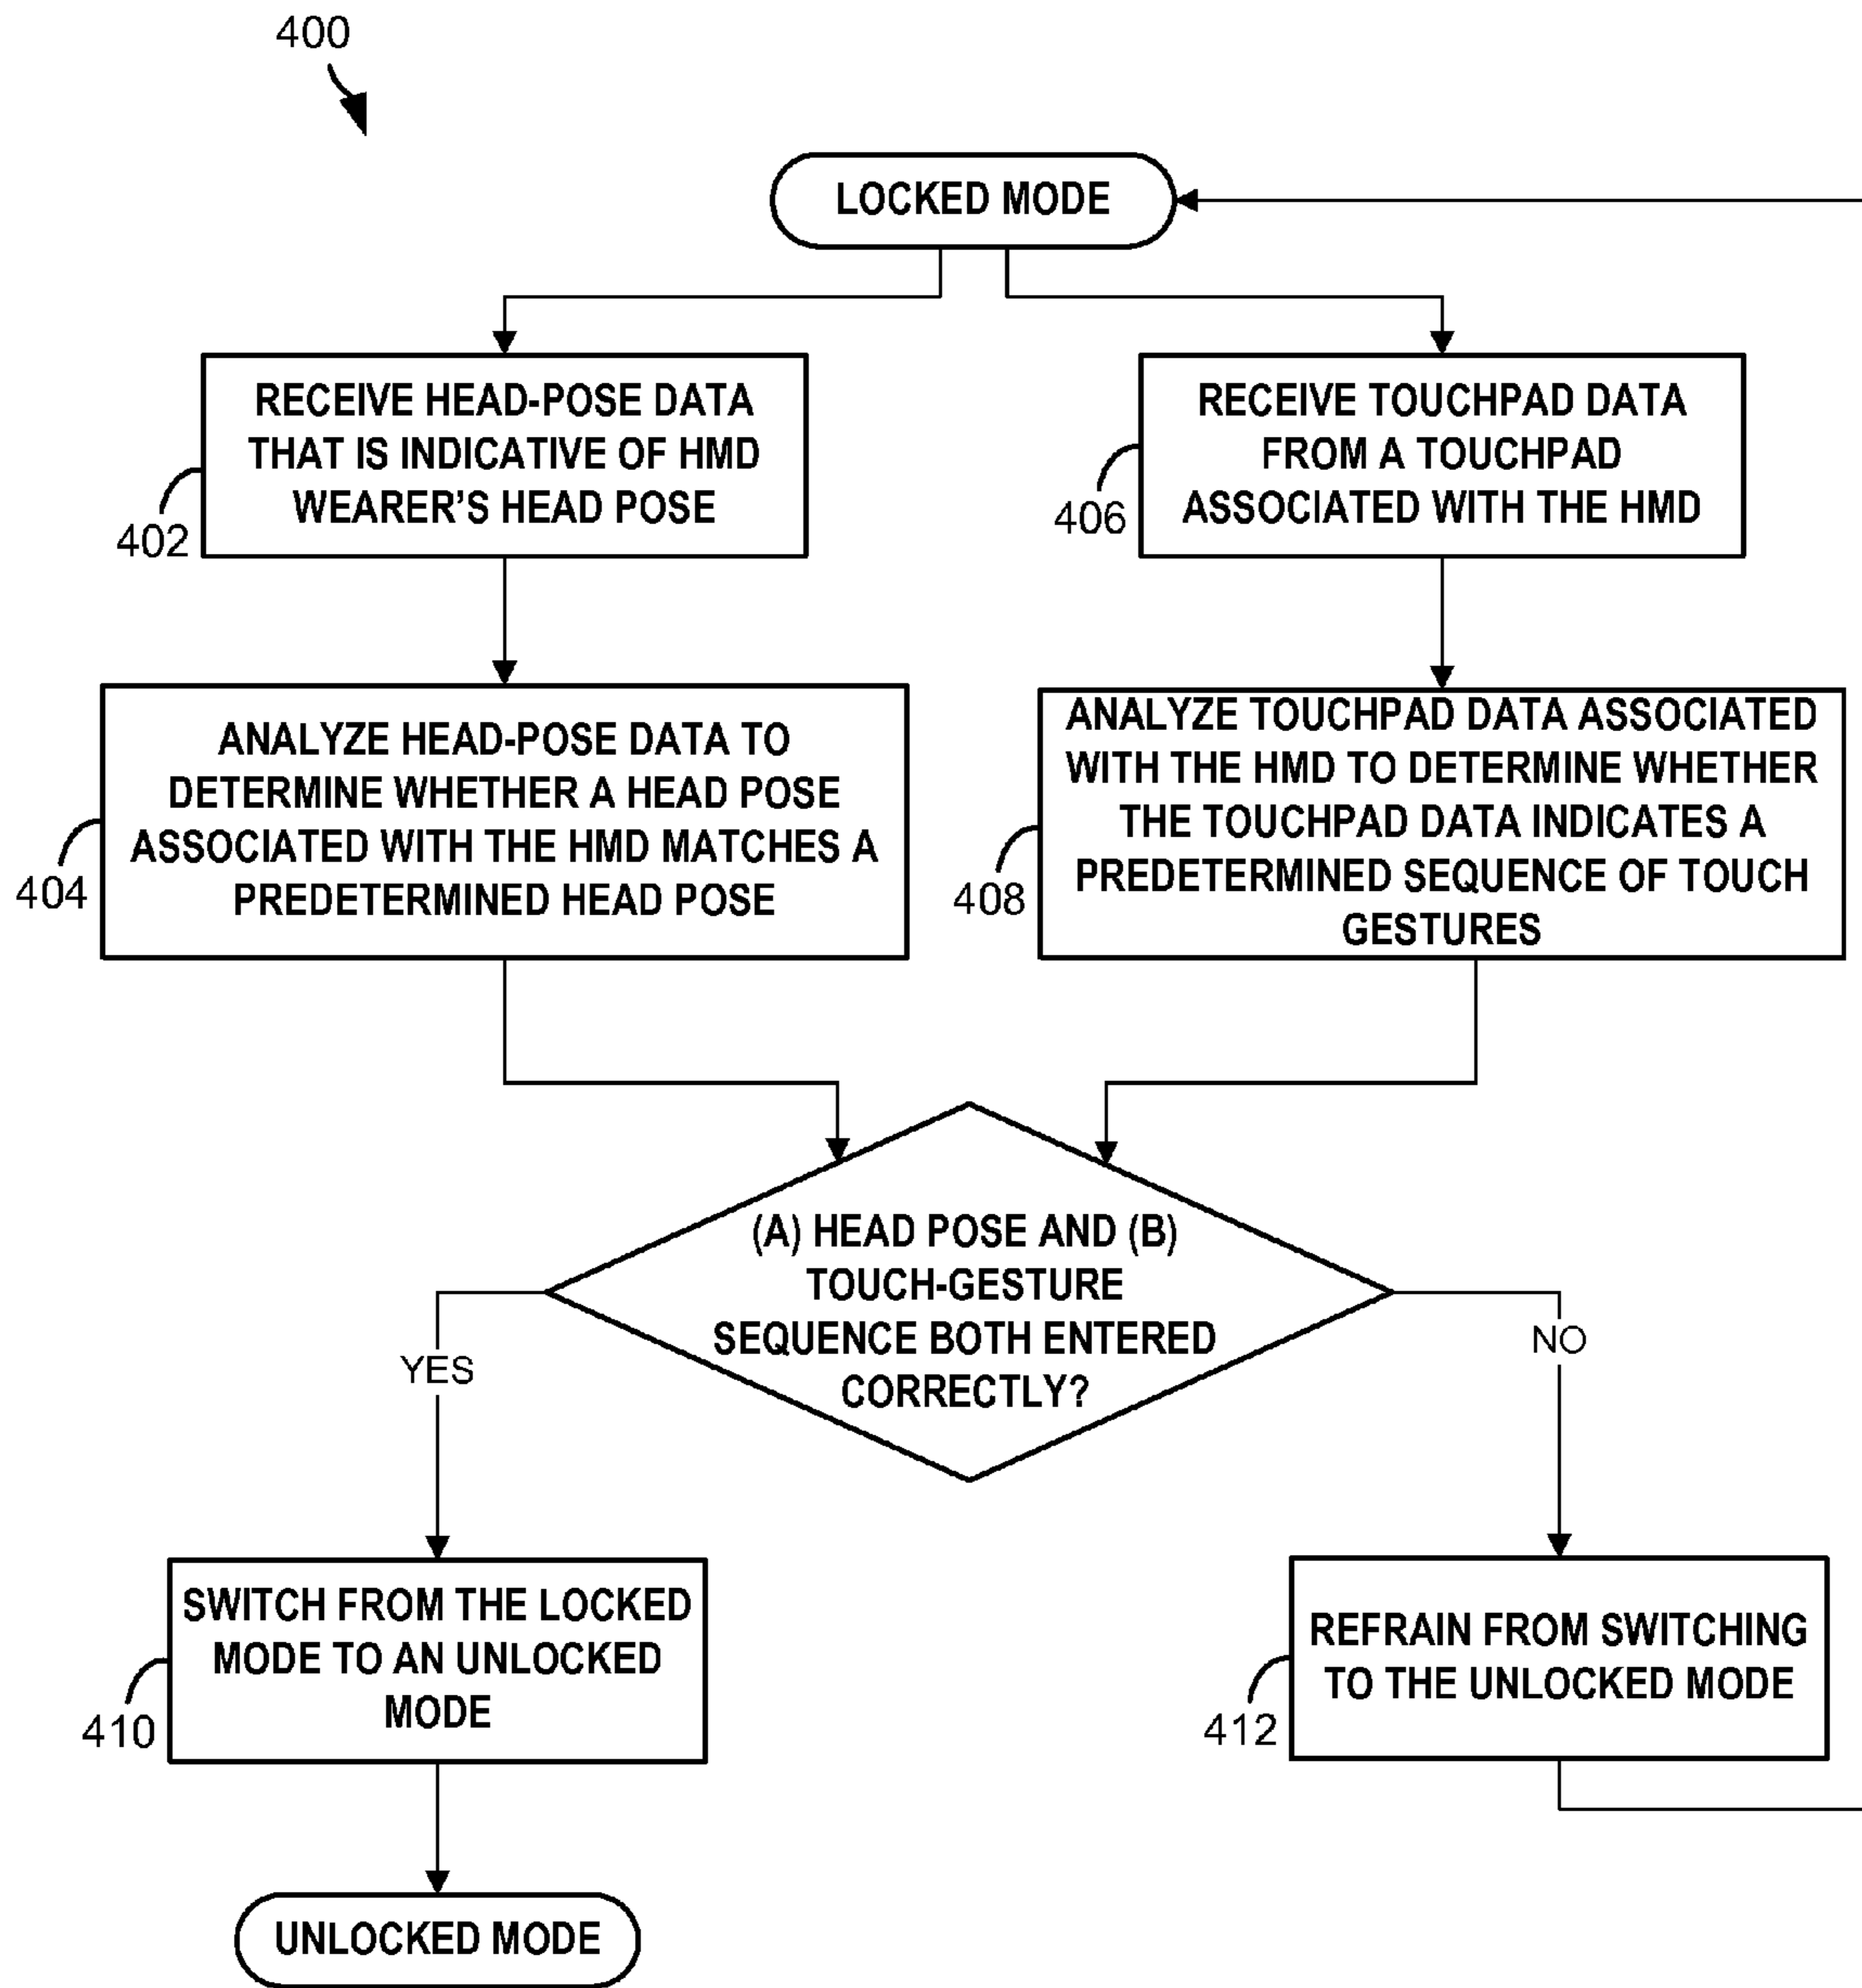 400
LOCKED MODE
RECEIVE HEAD-POSE DATA
THAT IS INDICATIVE OF HMD
WEARER'S HEAD POSE
402
RECEIVE TOUCHPAD DATA
FROM A TOUCHPAD
ASSOCIATED WITH THE HMD
406
ANALYZE HEAD-POSE DATA TO
DETERMINE WHETHER A HEAD POSE
ASSOCIATED WITH THE HMD MATCHES A
PREDETERMINED HEAD POSE
404
ANALYZE TOUCHPAD DATA ASSOCIATED
WITH THE HMD TO DETERMINE WHETHER
THE TOUCHPAD DATA INDICATES A
PREDETERMINED SEQUENCE OF TOUCH
GESTURES
408
(A) HEAD POSE AND (B)
TOUCH-GESTURE
SEQUENCE BOTH ENTERED
CORRECTLY?
YES
NO
SWITCH FROM THE LOCKED
MODE TO AN UNLOCKED
MODE
410
REFRAIN FROM SWITCHING
TO THE UNLOCKED MODE
412
UNLOCKED MODE